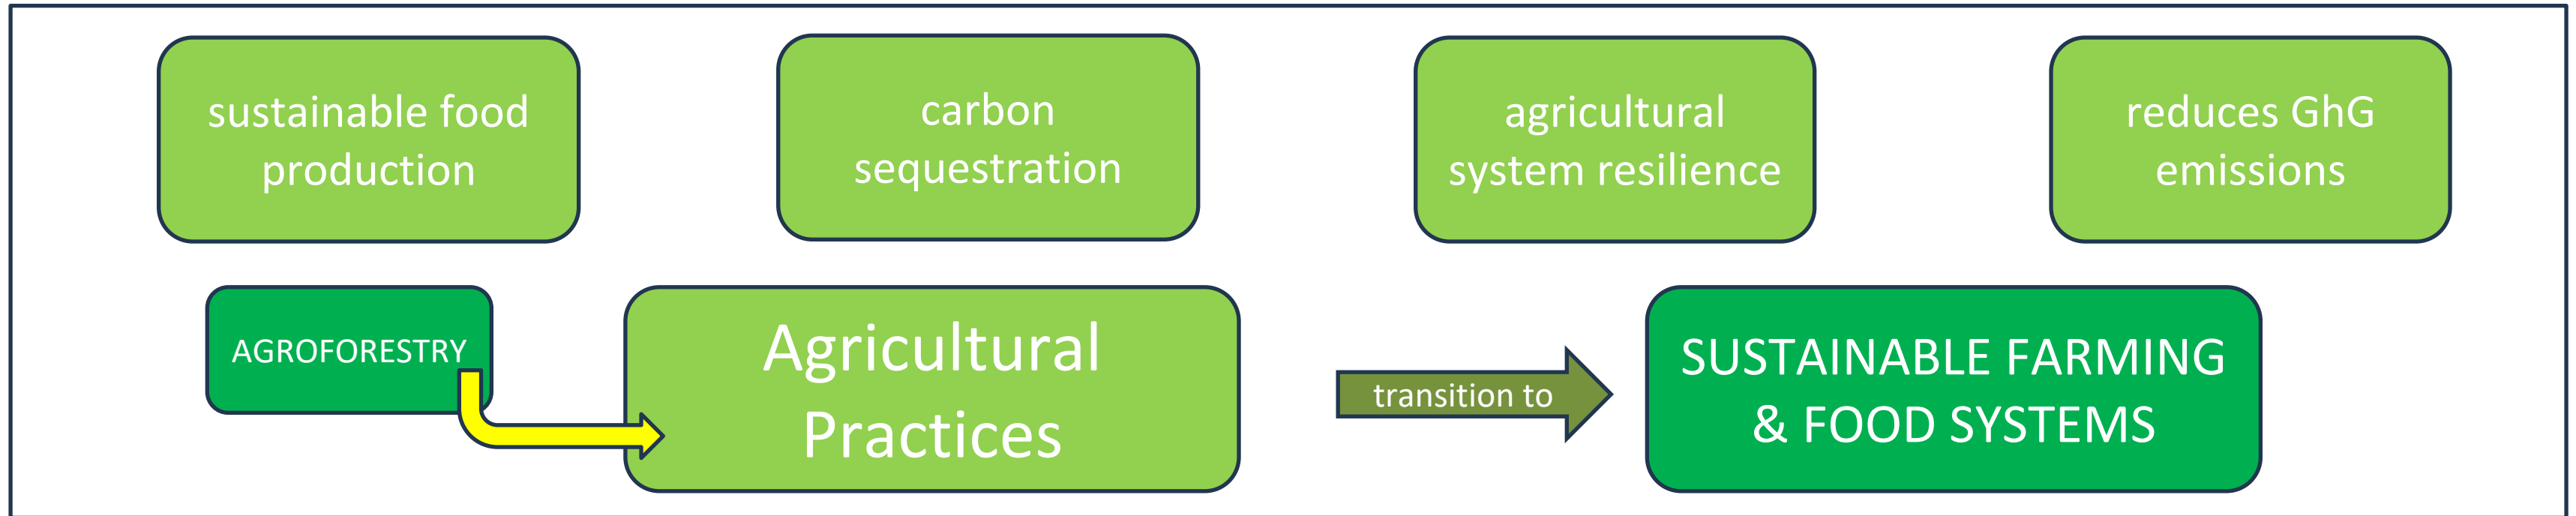 sustainable food
production
carbon
sequestration
agricultural
system resilience
reduces GhG
emissions
AGROFORESTRY
Agricultural
Practices
transition to
SUSTAINABLE FARMING
& FOOD SYSTEMS